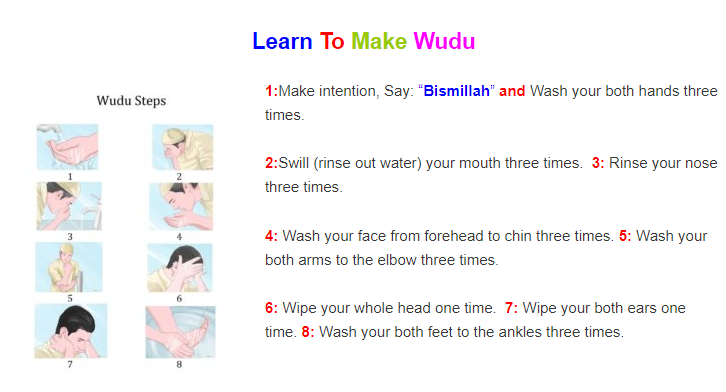 Learn To Make Wudu
Wudu Steps
1
2
3
4
5
6
7
8
1:Make intention, Say: “Bismillah” and Wash your both hands three
times.
2:Swill (rinse out water) your mouth three times.  3: Rinse your nose
three times.
4: Wash your face from forehead to chin three times. 5: Wash your
both arms to the elbow three times.
6: Wipe your whole head one time.  7: Wipe your both ears one
time. 8: Wash your both feet to the ankles three times.